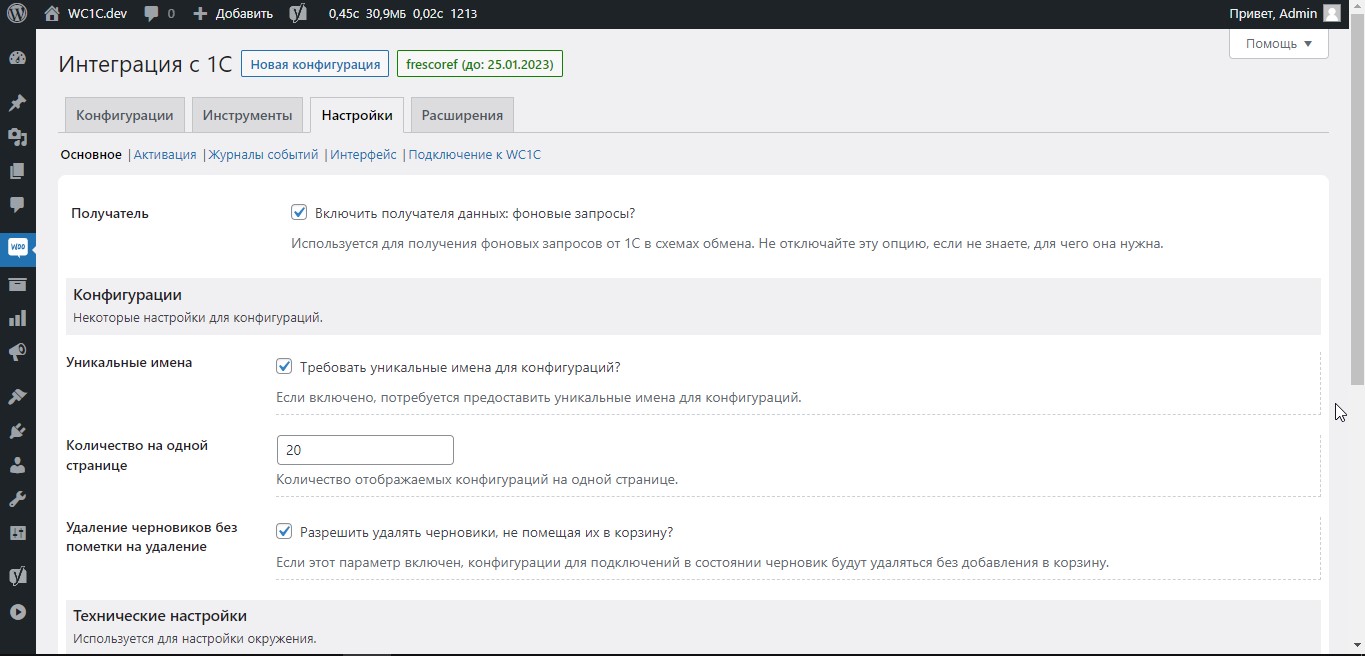 WC1C.dev 0 Добавить 0,45с 30,9МБ 0,02с 1213 Привет, Admin
Помощь
Интеграция с 1С Новая конфигурация frescoref (до: 25.01.2023)
Конфигурации Инструменты Настройки Расширения
Основное | Активация | Журналы событий | Интерфейс | Подключение к WC1C
Получатель
Включить получателя данных: фоновые запросы?
Используется для получения фоновых запросов от 1С в схемах обмена. Не отключайте эту опцию, если не знаете, для чего она нужна.
Конфигурации
Некоторые настройки для конфигураций.
Уникальные имена
Требовать уникальные имена для конфигураций?
Если включено, потребуется предоставить уникальные имена для конфигураций.
Количество на одной
странице
20
Количество отображаемых конфигураций на одной странице.
Удаление черновиков без
пометки на удаление
Разрешить удалять черновики, не помещая их в корзину?
Если этот параметр включен, конфигурации для подключений в состоянии черновик будут удаляться без добавления в корзину.
Технические настройки
Используется для настройки окружения.